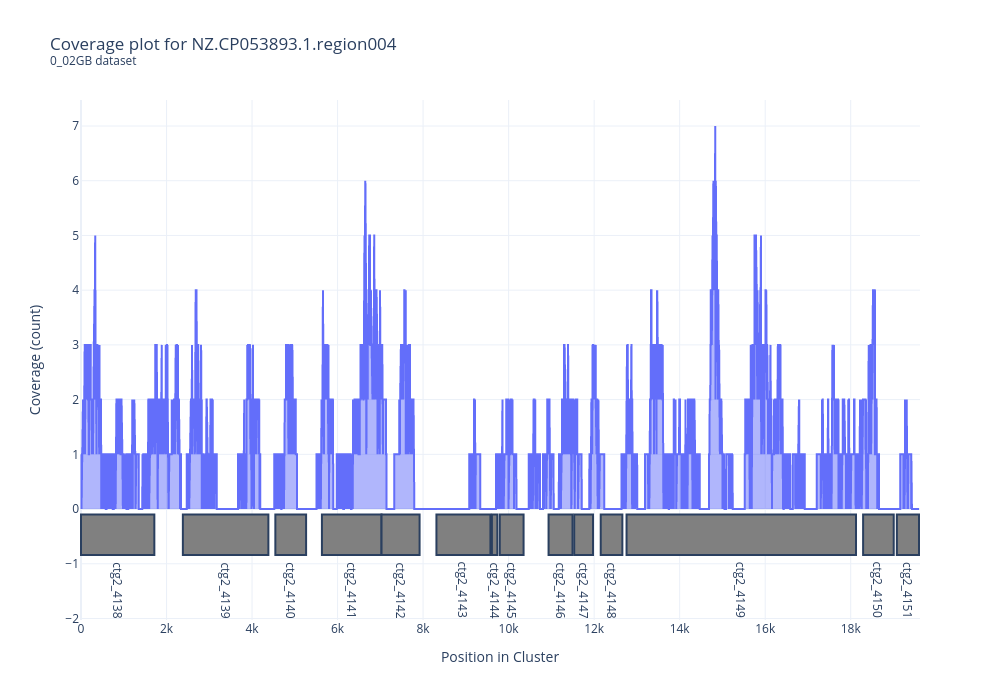 Coverage plot for NZ.CP053893.1.region004
0_02GB dataset
7
6
5
4
3
2
1
0
−1
−2
Coverage (count)
ctg2_4138
ctg2_4139
ctg2_4140
ctg2_4141
ctg2_4142
ctg2_4143
ctg2_4144
ctg2_4145
ctg2_4146
ctg2_4147
ctg2_4148
ctg2_4149
ctg2_4150
ctg2_4151
0 2k 4k 6k 8k 10k 12k 14k 16k 18k
Position in Cluster